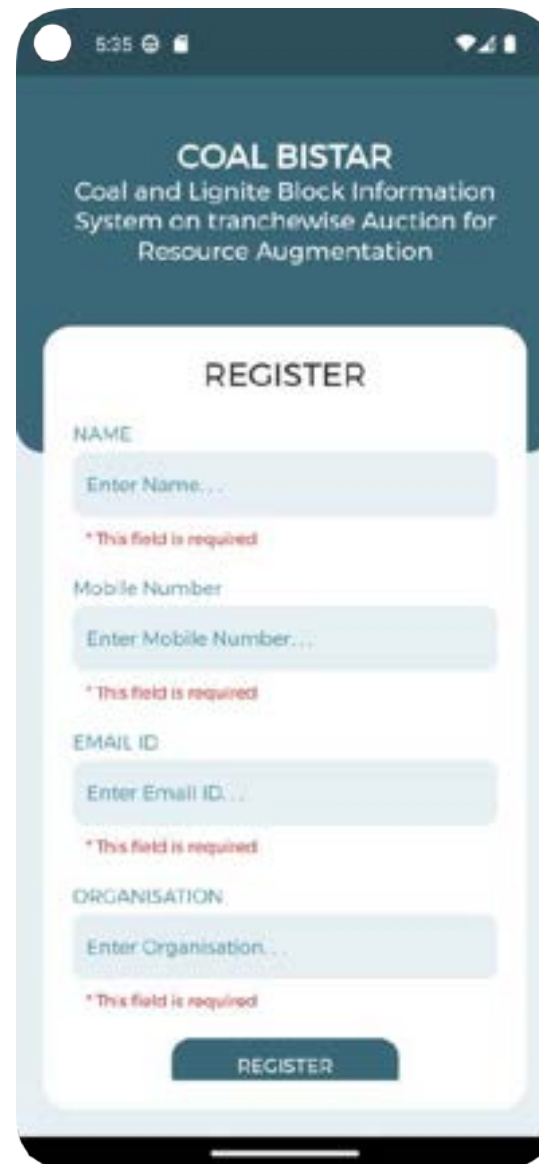 5:35
COAL BISTAR
Coal and Lignite Block Information
System on tranchewise Auction for
Resource Augmentation
REGISTER
NAME
Enter Name...
* This field is required
Mobile Number
Enter Mobile Number...
* This field is required
EMAIL ID
Enter Email ID...
* This field is required
ORGANISATION
Enter Organisation...
* This field is required
REGISTER